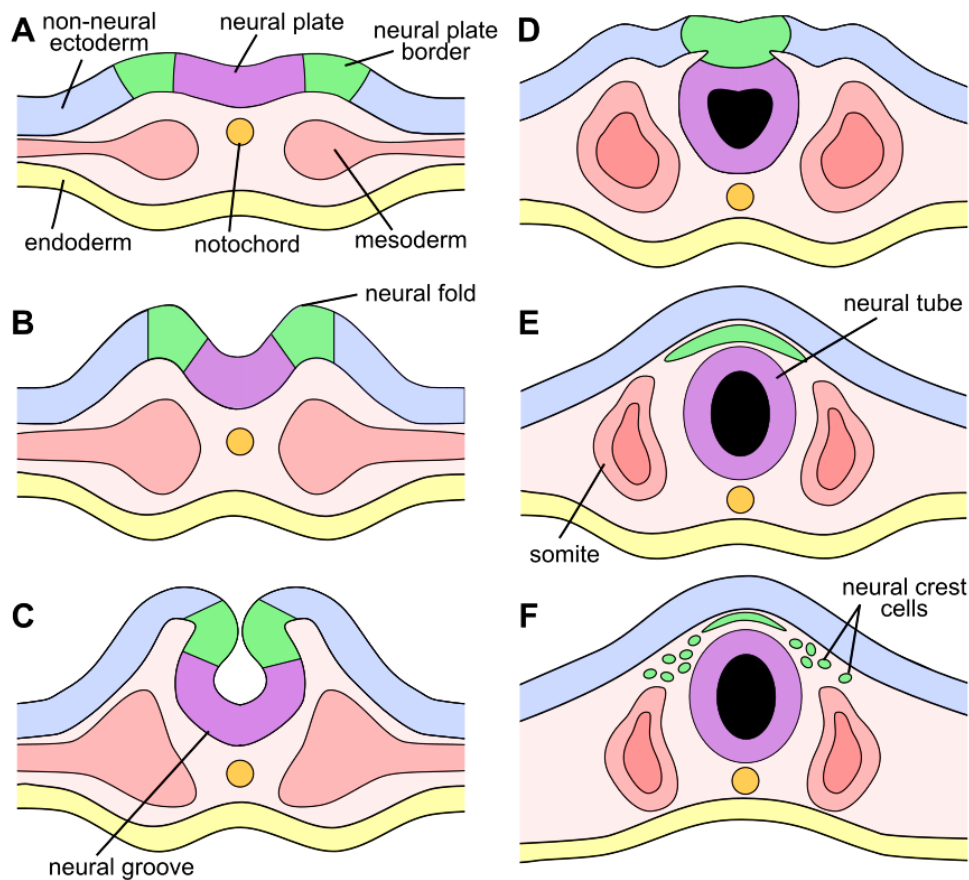 A
non-neural
ectoderm
neural plate
neural plate
border
endoderm
notochord
mesoderm
B
neural fold
C
neural groove
D
E
neural tube
somite
F
neural crest
cells